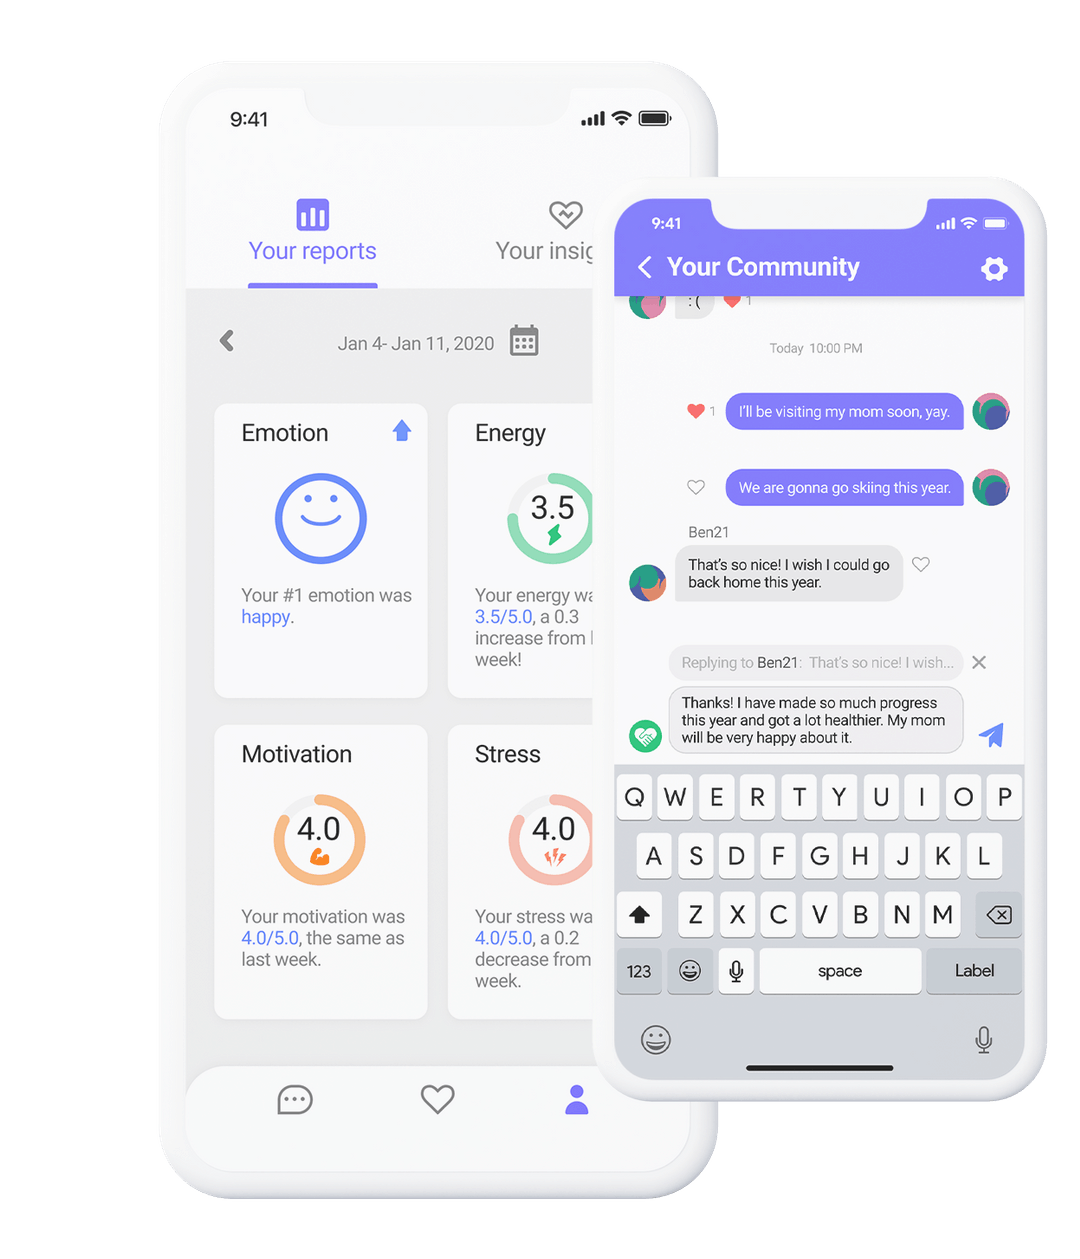 9:41
Your reports
Your
Jan 4- Jan 11, 2020
Emotion
Your #1 emotion was
happy.
Energy
3.5
Your energy
3.5/5.0, a 0.3
increase from
week!
Motivation
4.0
Your motivation was
4.0/5.0, the same as
last week.
Stress
4.0
Your stress
4.0/5.0, a 0.2
decrease from
week.
9:41
Your Community
:(
1
Today 10:00 PM
1
I'll be visiting my mom soon, yay.
We are gonna go skiing this year.
Ben21
That's so nice! I wish I could go
back home this year.
Replying to Ben21: That's so nice! I wish...
Thanks! I have made so much progress
this year and got a lot healthier. My mom
will be very happy about it.
Q W E R T Y U I O P
A S D F G H J K L
Z X C V B N M
123 space Label